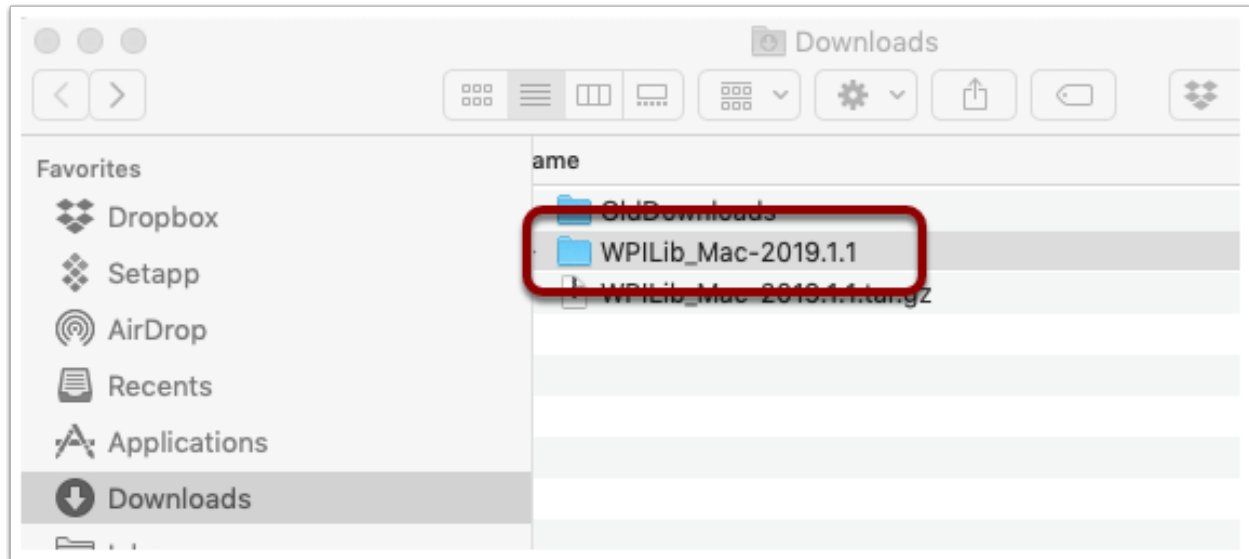 Downloads
Favorites
ame
Dropbox
OldDownloads
WPILib_Mac-2019.1.1
Setapp
WPILib_Mac-2019.1.1.tar.gz
AirDrop
Recents
Applications
Downloads